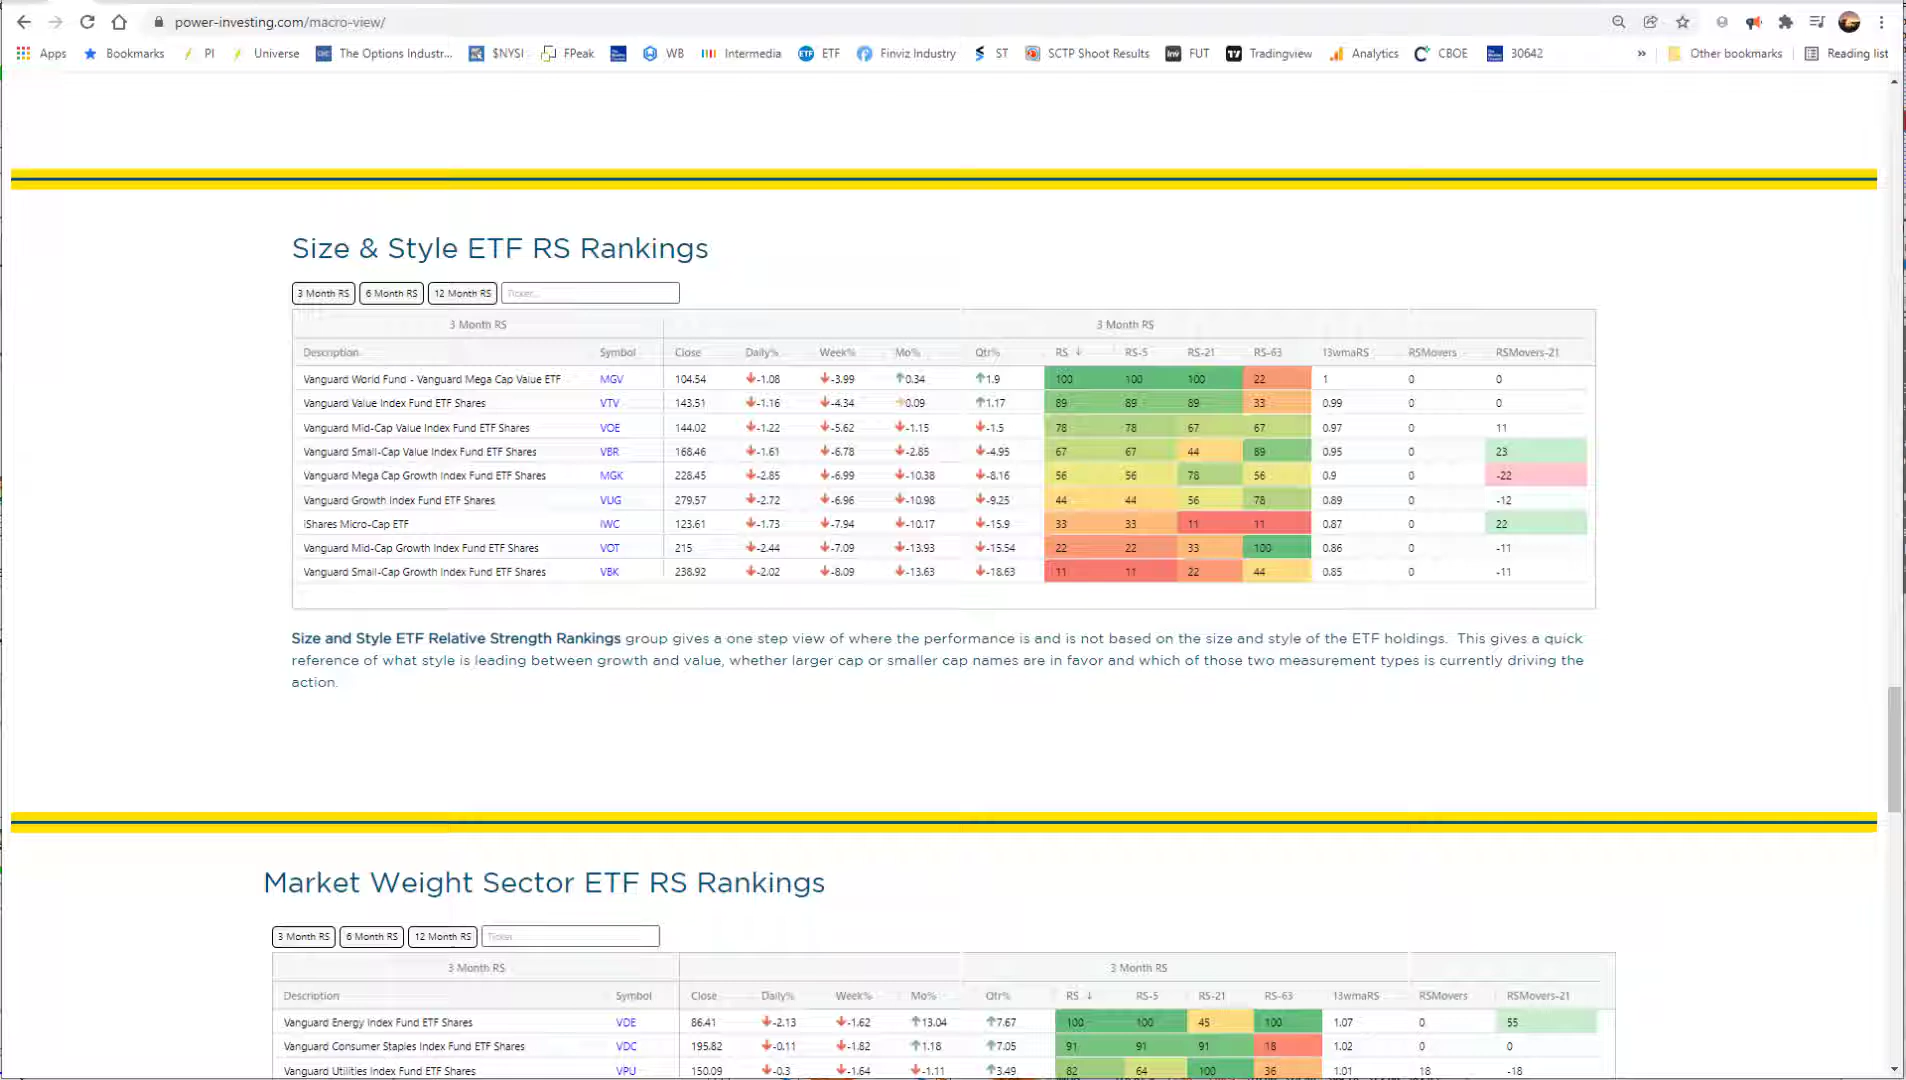 power-investing.com/macro-view/
Apps Bookmarks PI Universe The Options Industr... $NYSI FPeak WB Intermedia ETF Finviz Industry ST SCTP Shoot Results FUT Tradingview Analytics CBOE 30642 » Other bookmarks Reading list
Size & Style ETF RS Rankings
3 Month RS 6 Month RS 12 Month RS Ticker...
3 Month RS 3 Month RS
Description Symbol Close Daily% Week% Mo% Qtr% RS ↓ RS-5 RS-21 RS-63 13wmaRS RSMovers RSMovers-21
Vanguard World Fund - Vanguard Mega Cap Value ETF MGV 104.54 -1.08 -3.99 0.34 1.9 100 100 100 22 1 0 0
Vanguard Value Index Fund ETF Shares VTV 143.51 -1.16 -4.34 0.09 1.17 89 89 89 33 0.99 0 0
Vanguard Mid-Cap Value Index Fund ETF Shares VOE 144.02 -1.22 -5.62 -1.15 -1.5 78 78 67 67 0.97 0 11
Vanguard Small-Cap Value Index Fund ETF Shares VBR 168.46 -1.61 -6.78 -2.85 -4.95 67 67 44 89 0.95 0 23
Vanguard Mega Cap Growth Index Fund ETF Shares MGK 228.45 -2.85 -6.99 -10.38 -8.16 56 56 78 56 0.9 0 -22
Vanguard Growth Index Fund ETF Shares VUG 279.57 -2.72 -6.96 -10.98 -9.25 44 44 56 78 0.89 0 -12
iShares Micro-Cap ETF IWC 123.61 -1.73 -7.94 -10.17 -15.9 33 33 11 11 0.87 0 22
Vanguard Mid-Cap Growth Index Fund ETF Shares VOT 215 -2.44 -7.09 -13.93 -15.54 22 22 33 100 0.86 0 -11
Vanguard Small-Cap Growth Index Fund ETF Shares VBK 238.92 -2.02 -8.09 -13.63 -18.63 11 11 22 44 0.85 0 -11
Size and Style ETF Relative Strength Rankings group gives a one step view of where the performance is and is not based on the size and style of the ETF holdings. This gives a quick
reference of what style is leading between growth and value, whether larger cap or smaller cap names are in favor and which of those two measurement types is currently driving the
action.
Market Weight Sector ETF RS Rankings
3 Month RS 6 Month RS 12 Month RS Ticker...
3 Month RS 3 Month RS
Description Symbol Close Daily% Week% Mo% Qtr% RS ↓ RS-5 RS-21 RS-63 13wmaRS RSMovers RSMovers-21
Vanguard Energy Index Fund ETF Shares VDE 86.41 -2.13 -1.62 13.04 7.67 100 100 45 100 1.07 0 55
Vanguard Consumer Staples Index Fund ETF Shares VDC 195.82 -0.11 -1.82 1.18 7.05 91 91 91 18 1.02 0 0
Vanguard Utilities Index Fund ETF Shares VPU 150.09 -0.3 -1.64 -1.11 3.49 82 64 100 36 1.01 18 -18